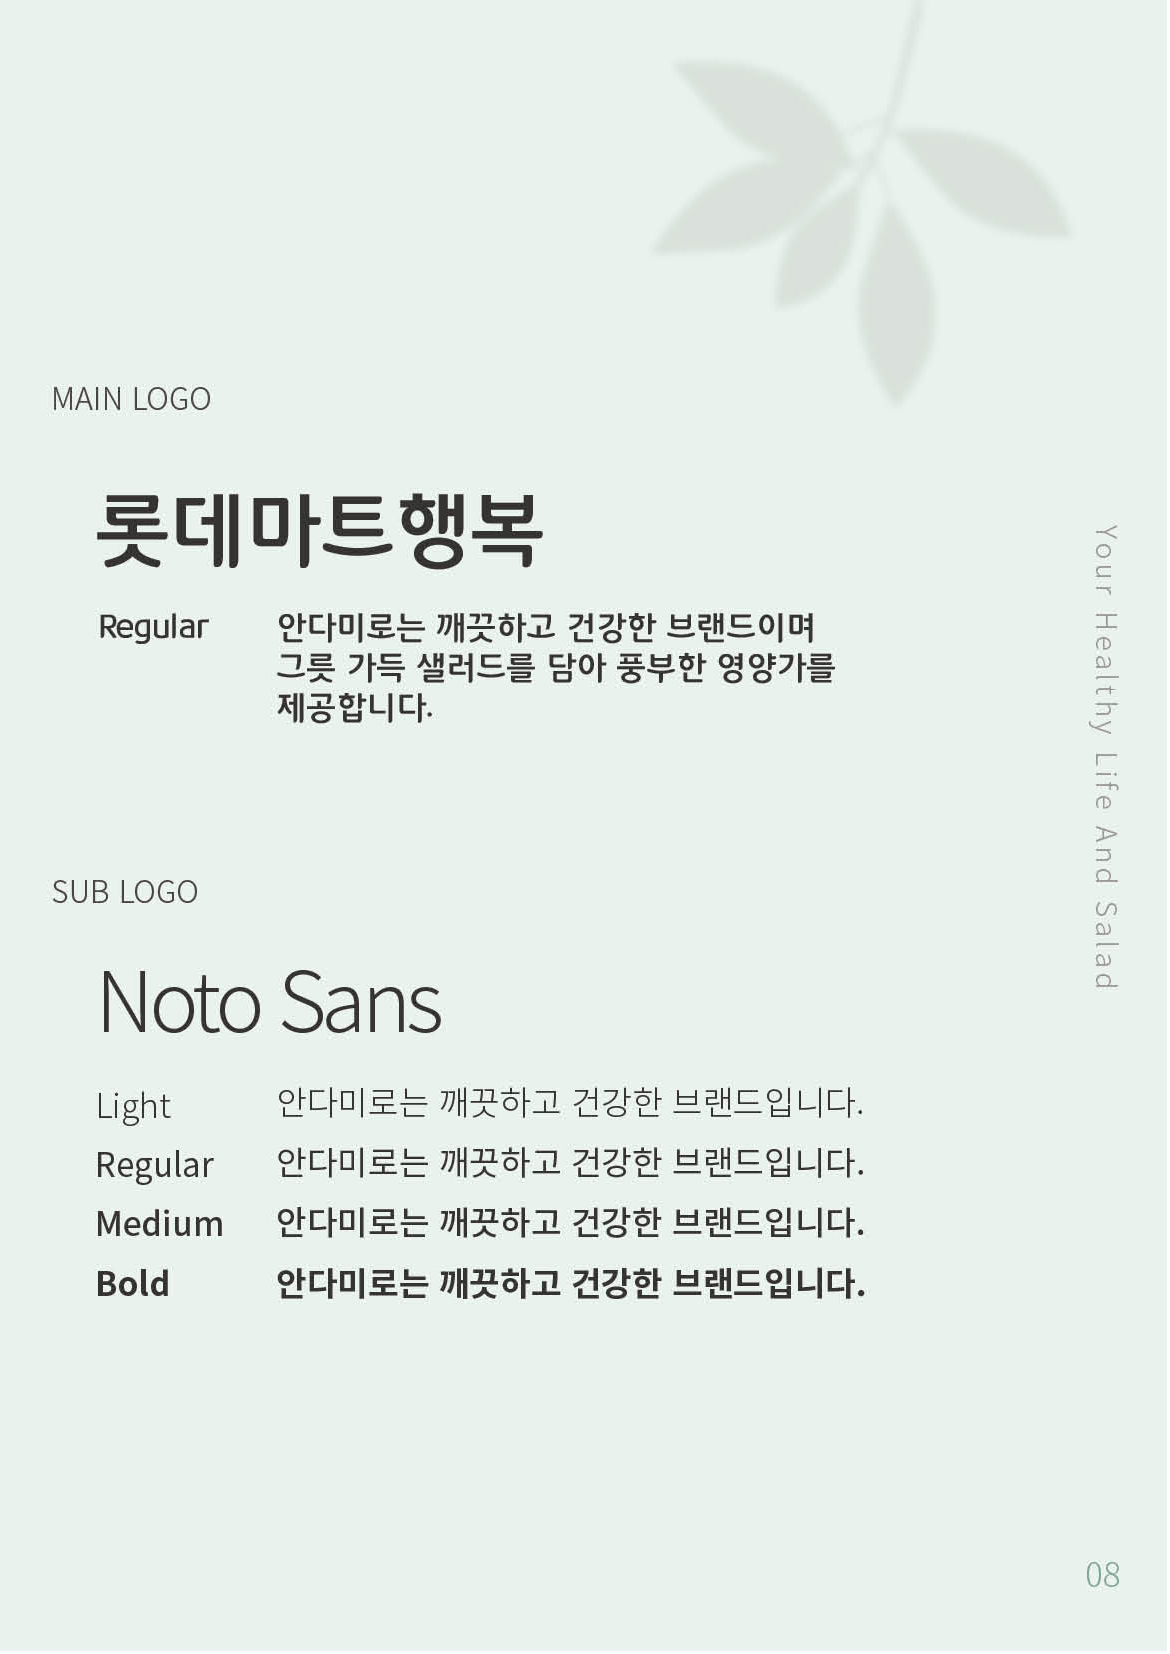 MAIN LOGO
롯데마트행복
Regular
안다미로는 깨끗하고 건강한 브랜드이며
그릇 가득 샐러드를 담아 풍부한 영양가를
제공합니다.
SUB LOGO
Noto Sans
Light 안다미로는 깨끗하고 건강한 브랜드입니다.
Regular 안다미로는 깨끗하고 건강한 브랜드입니다.
Medium 안다미로는 깨끗하고 건강한 브랜드입니다.
Bold 안다미로는 깨끗하고 건강한 브랜드입니다.
Your Healthy Life And Salad
08